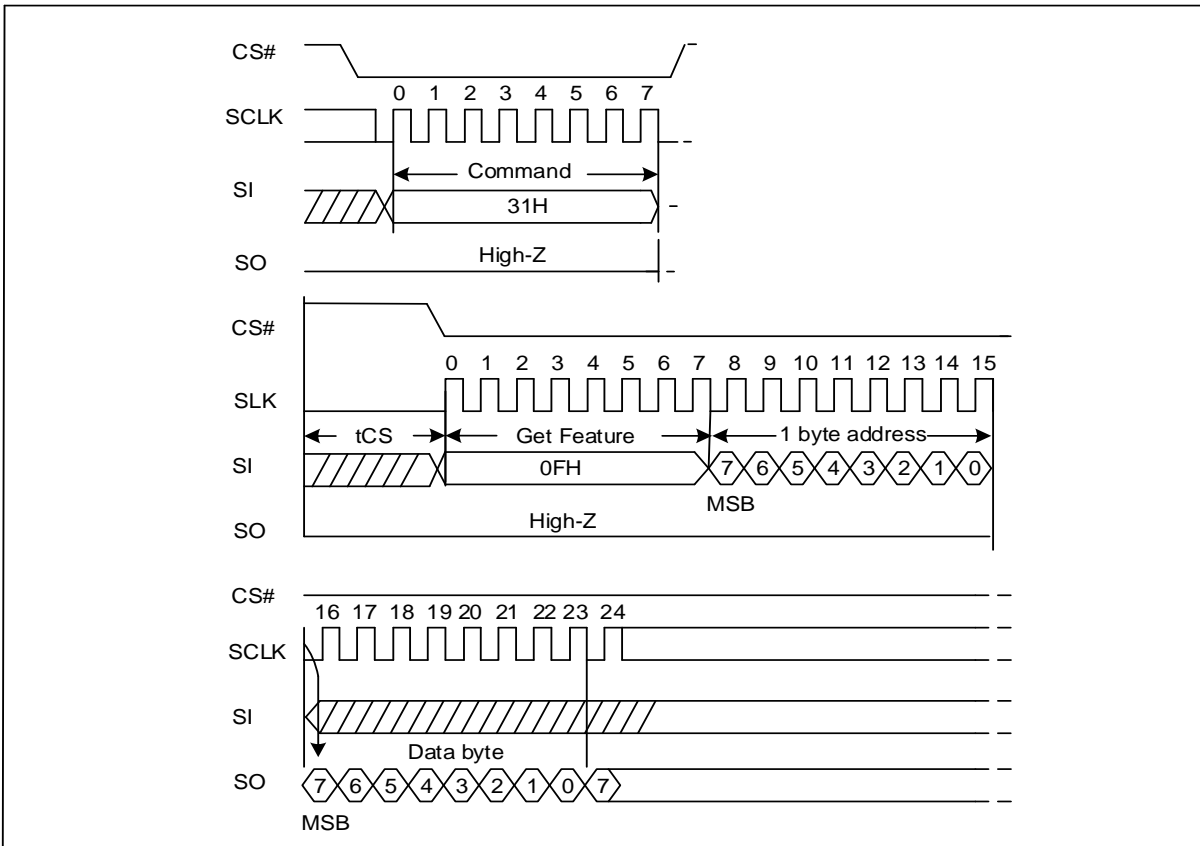 CS#
0 1 2 3 4 5 6 7
SCLK
Command
SI
31H
High-Z
SO
CS#
0 1 2 3 4 5 6 7 8 9 10 11 12 13 14 15
SLK
tCS Get Feature 1 byte address
SI
0FH 7 6 5 4 3 2 1 0
MSB
High-Z
SO
CS#
16 17 18 19 20 21 22 23 24
SCLK
SI
Data byte
SO 7 6 5 4 3 2 1 0 7
MSB